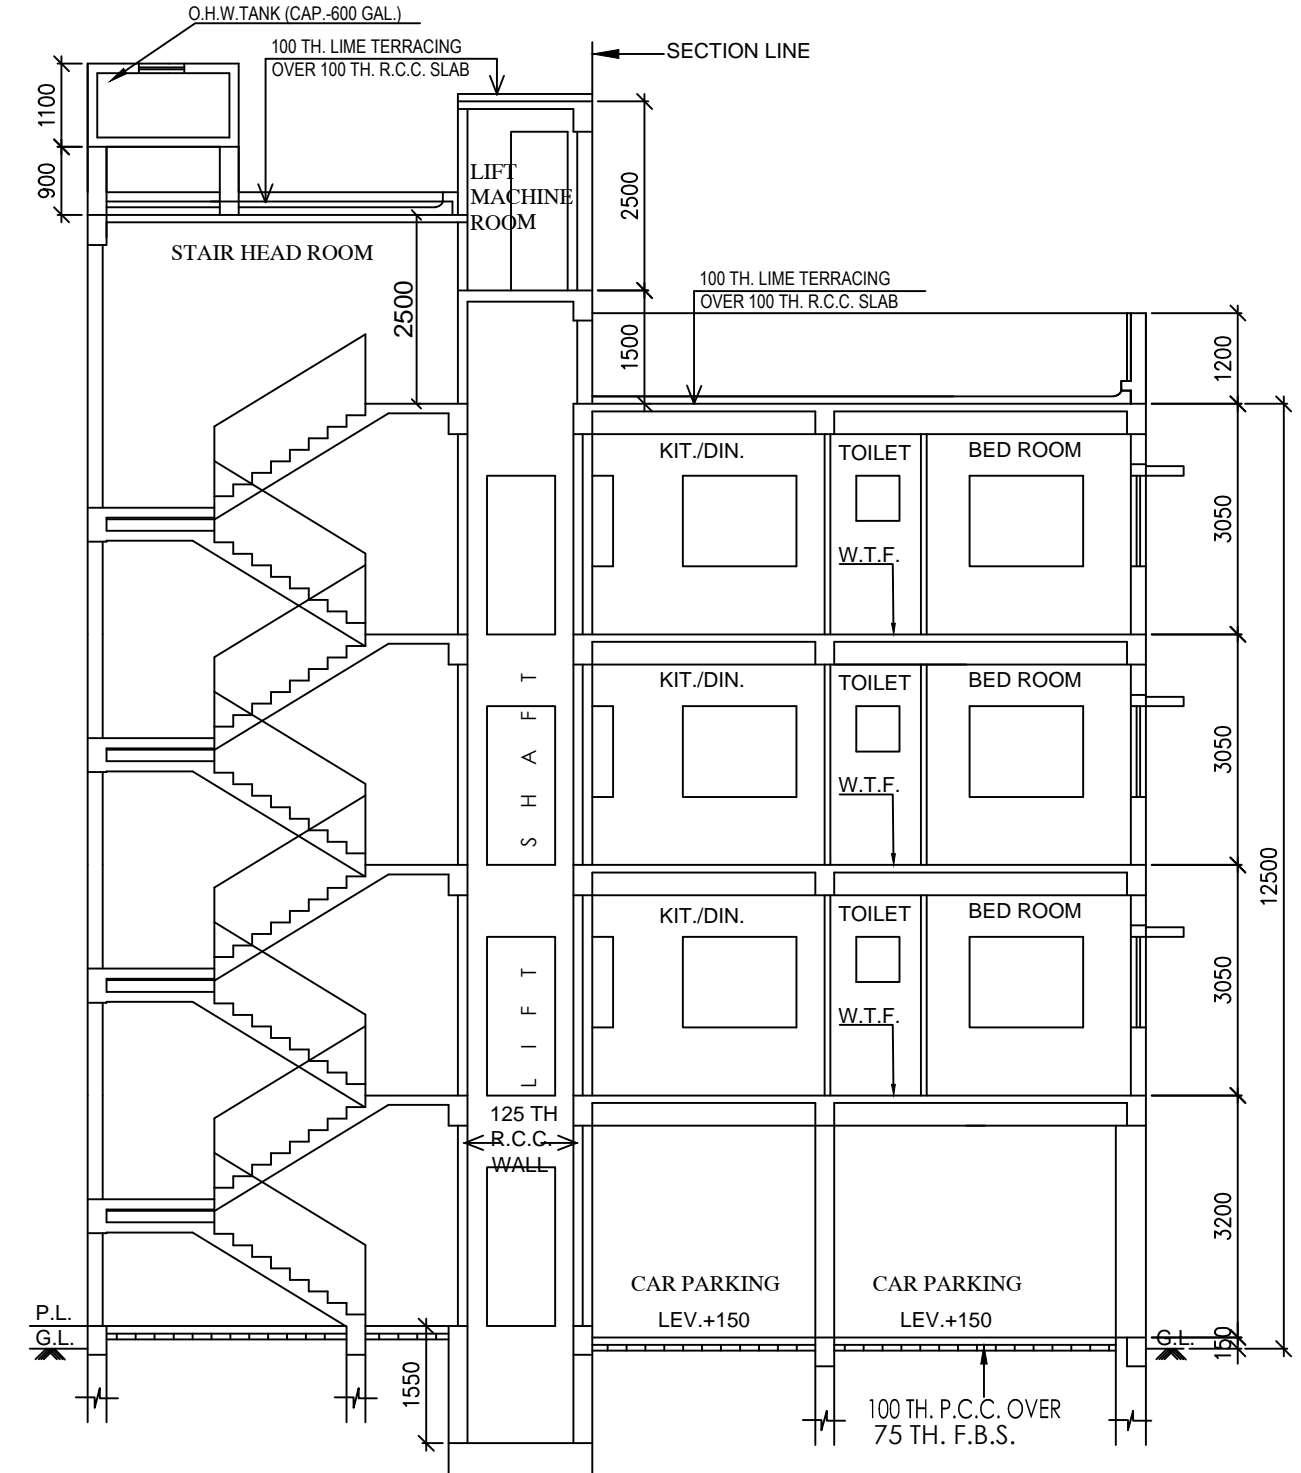 O.H.W.TANK (CAP.-600 GAL.)
100 TH. LIME TERRACING
OVER 100 TH. R.C.C. SLAB
SECTION LINE
1100
900
LIFT
MACHINE
ROOM
2500
STAIR HEAD ROOM
2500
100 TH. LIME TERRACING
OVER 100 TH. R.C.C. SLAB
1500
1200
KIT./DIN.
TOILET
BED ROOM
W.T.F.
3050
KIT./DIN.
TOILET
BED ROOM
W.T.F.
3050
LIFT SHAFT
12500
KIT./DIN.
TOILET
BED ROOM
W.T.F.
3050
125 TH
R.C.C.
WALL
3200
CAR PARKING
LEV.+150
CAR PARKING
LEV.+150
P.L.
G.L.
G.L.
150
1550
100 TH. P.C.C. OVER
75 TH. F.B.S.